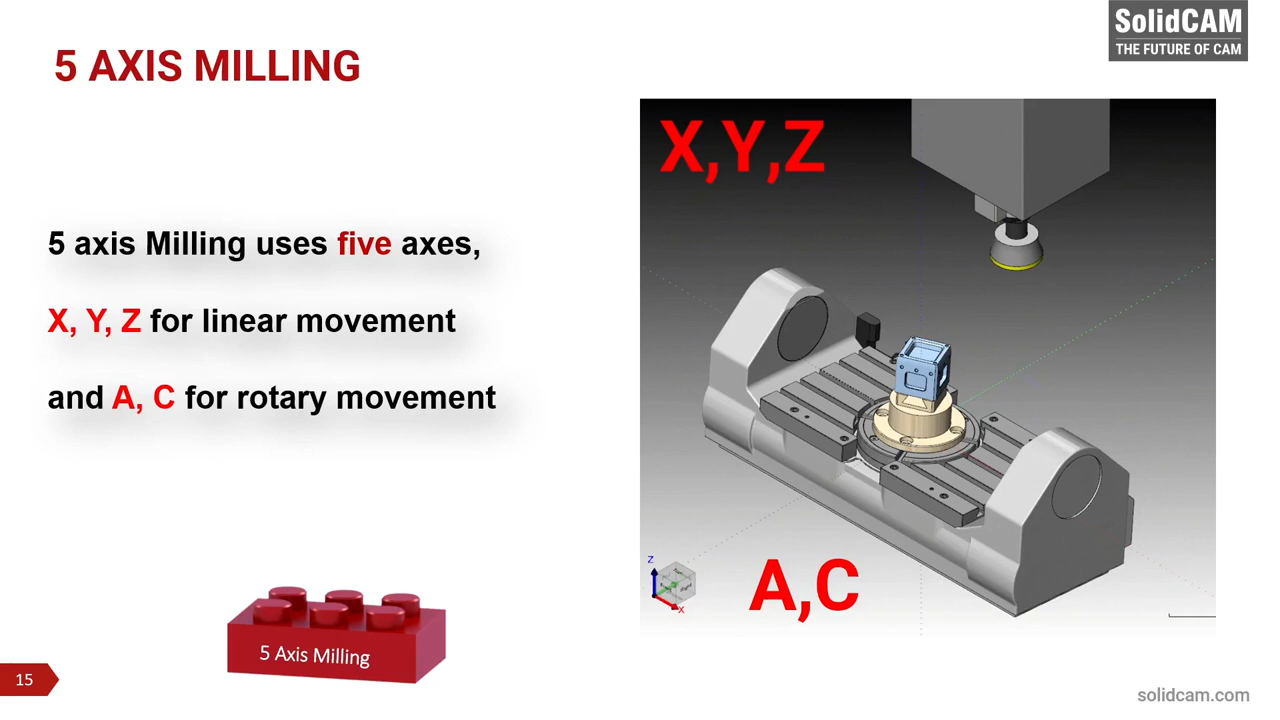 SolidCAM
THE FUTURE OF CAM
5 AXIS MILLING
X,Y,Z
5 axis Milling uses five axes,
X, Y, Z for linear movement
and A, C for rotary movement
Z
X
A,C
5 Axis Milling
15
solidcam.com